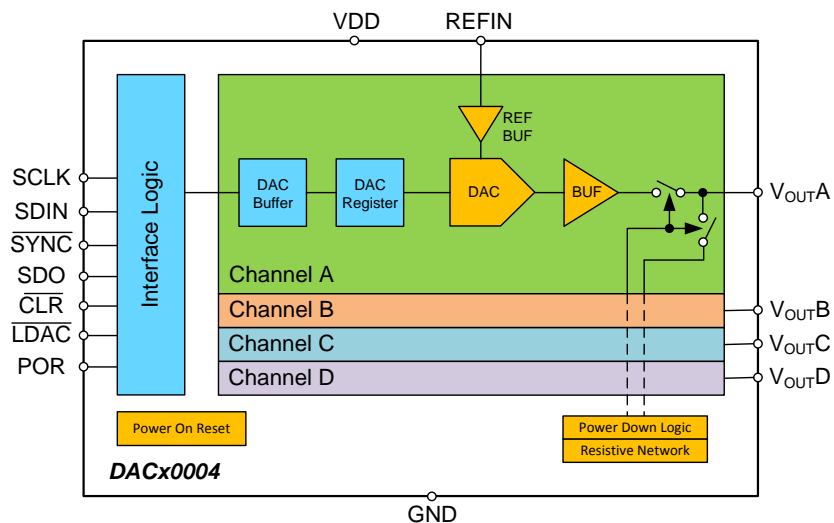 VDD
REFIN
REF
BUF
SCLK
SDIN
SYNC
SDO
CLR
LDAC
POR
Interface Logic
DAC
Buffer
DAC
Register
DAC
BUF
VOUTA
Channel A
Channel B
VOUTB
Channel C
VOUTC
Channel D
VOUTD
Power On Reset
Power Down Logic
Resistive Network
DACx0004
GND